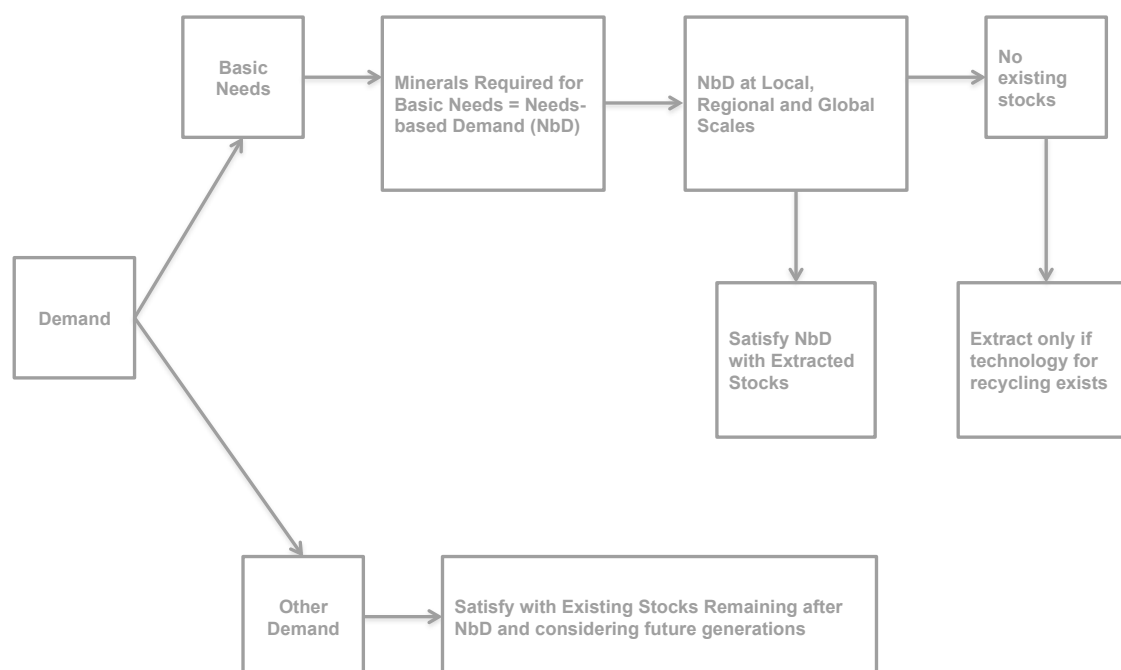 Basic
Needs
Minerals Required for
Basic Needs = Needs-
based Demand (NbD)
NbD at Local,
Regional and Global
Scales
No
existing
stocks
Demand
Satisfy NbD
with Extracted
Stocks
Extract only if
technology for
recycling exists
Other
Demand
Satisfy with Existing Stocks Remaining after
NbD and considering future generations